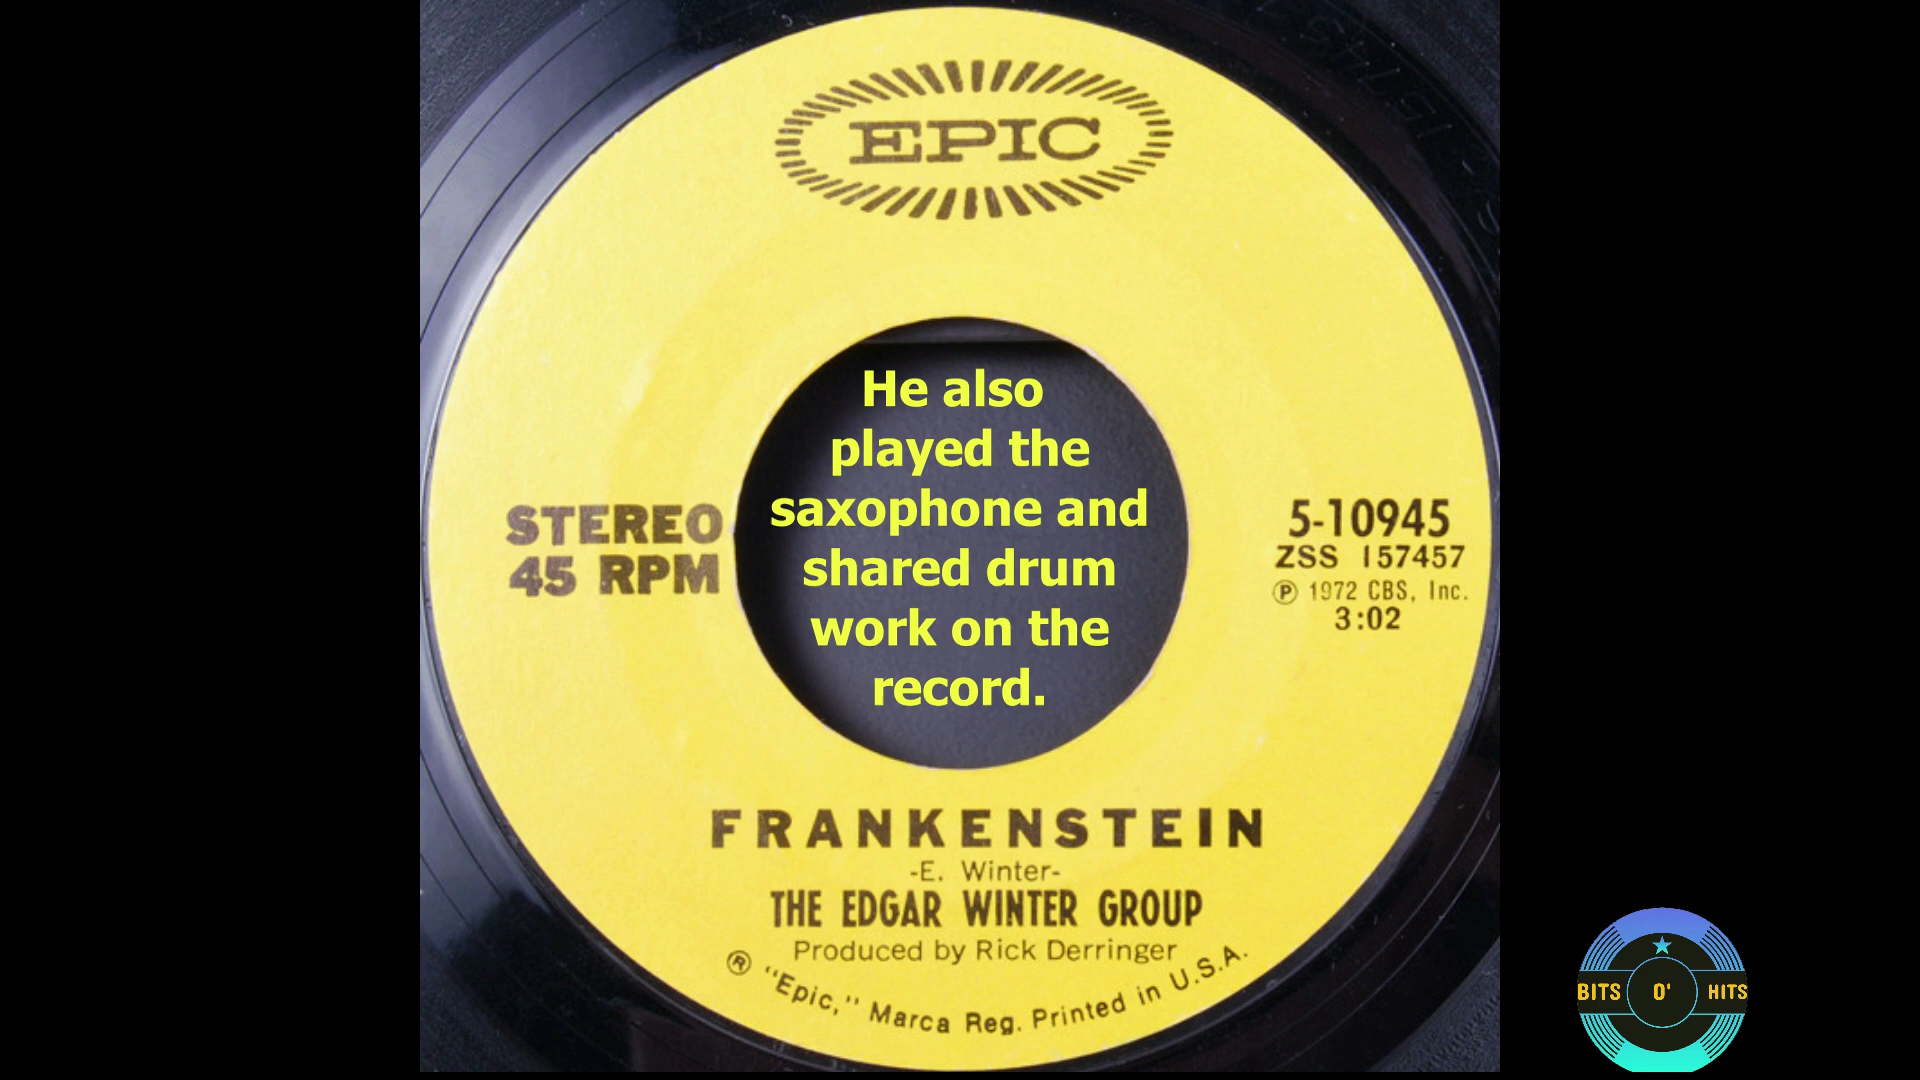 EPIC
He also
played the
saxophone and
shared drum
work on the
record.
STEREO
45 RPM
5-10945
ZSS 157457
Ⓟ 1972 CBS, Inc.
3:02
FRANKENSTEIN
-E. Winter-
THE EDGAR WINTER GROUP
Produced by Rick Derringer
® "Epic," Marca Reg. Printed in U.S.A.
BITS O' HITS